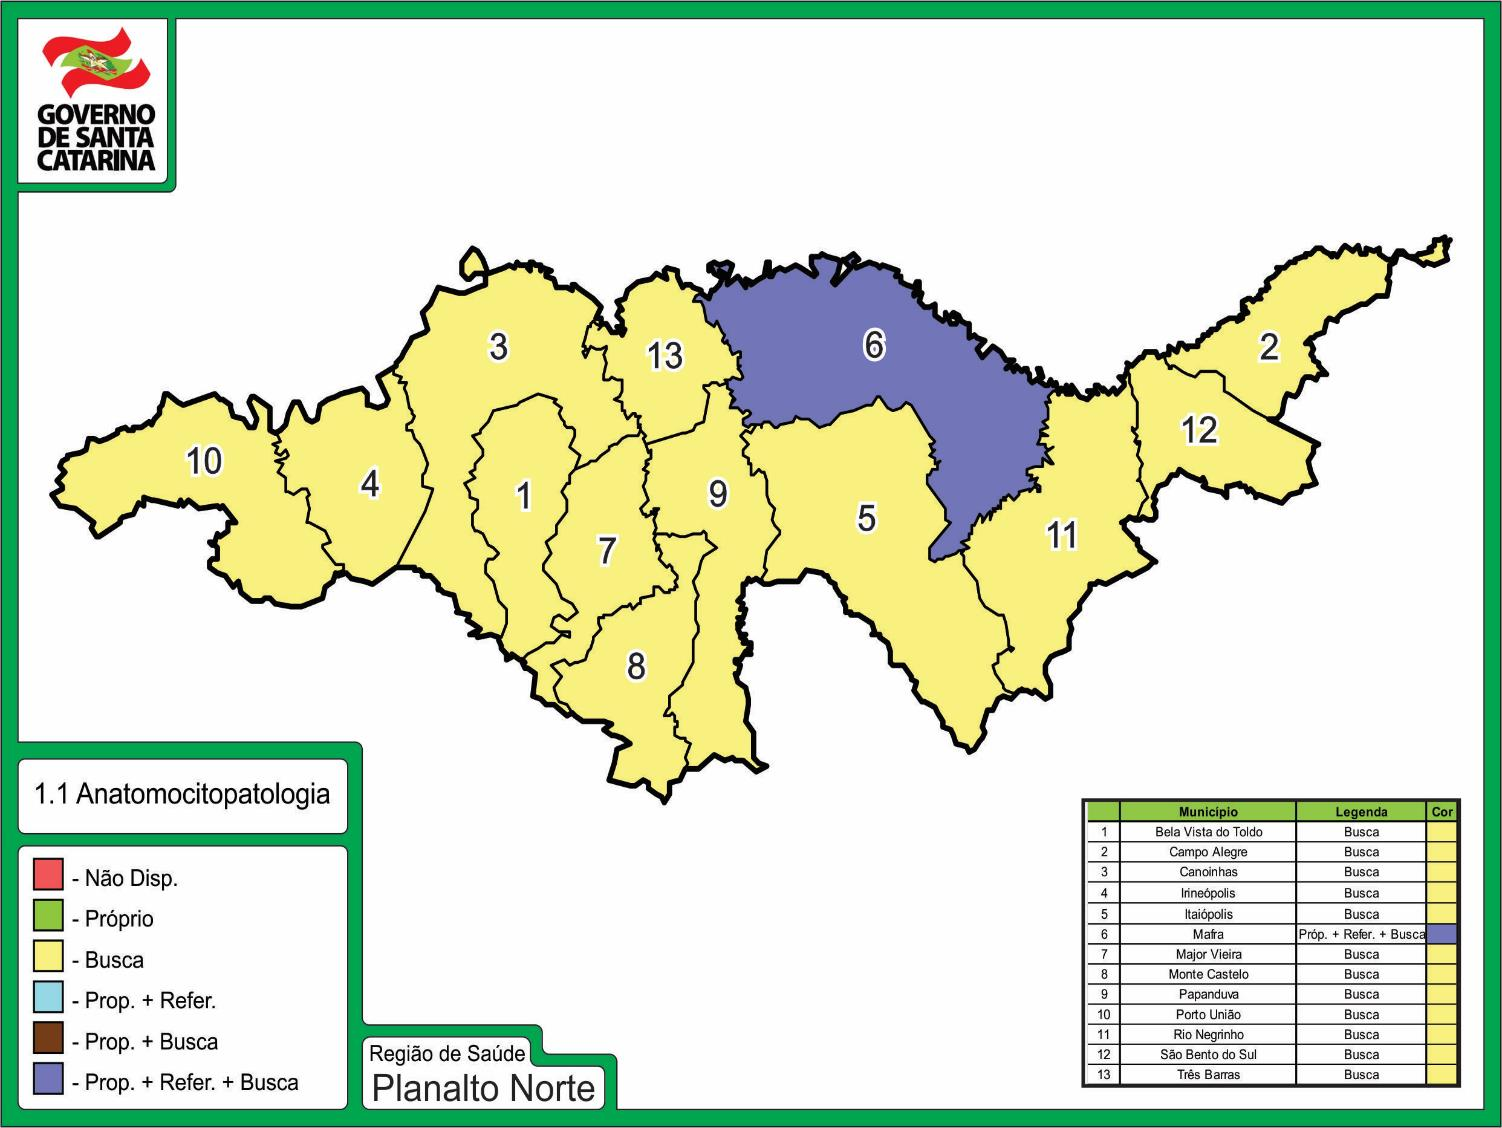 GOVERNO
DE SANTA
CATARINA
3
13
6
2
10
4
1
7
9
5
11
12
8
1.1 Anatomocitopatologia
- Não Disp.
- Próprio
- Busca
- Prop. + Refer.
- Prop. + Busca
- Prop. + Refer. + Busca
Região de Saúde
Planalto Norte
Município Legenda Cor
1 Bela Vista do Toldo Busca
2 Campo Alegre Busca
3 Canoinhas Busca
4 Irineópolis Busca
5 Itaiópolis Busca
6 Mafra Próp. + Refer. + Busca
7 Major Vieira Busca
8 Monte Castelo Busca
9 Papanduva Busca
10 Porto União Busca
11 Rio Negrinho Busca
12 São Bento do Sul Busca
13 Três Barras Busca